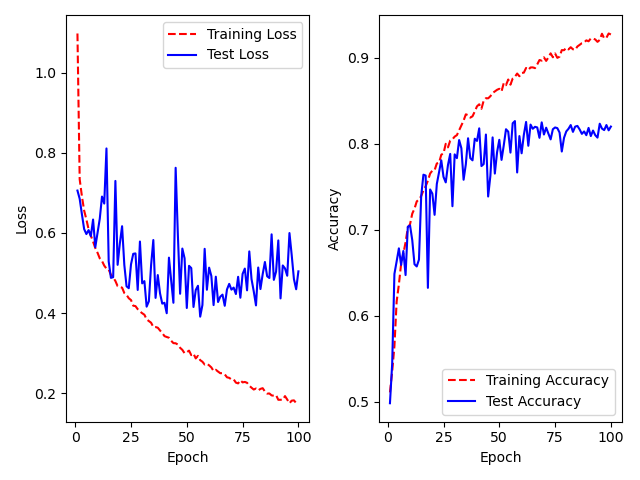 Training Loss
Test Loss
1.0
0.8
0.6
0.4
0.2
Loss
0 25 50 75 100
Epoch
0.9
0.8
0.7
0.6
0.5
Accuracy
Training Accuracy
Test Accuracy
0 25 50 75 100
Epoch